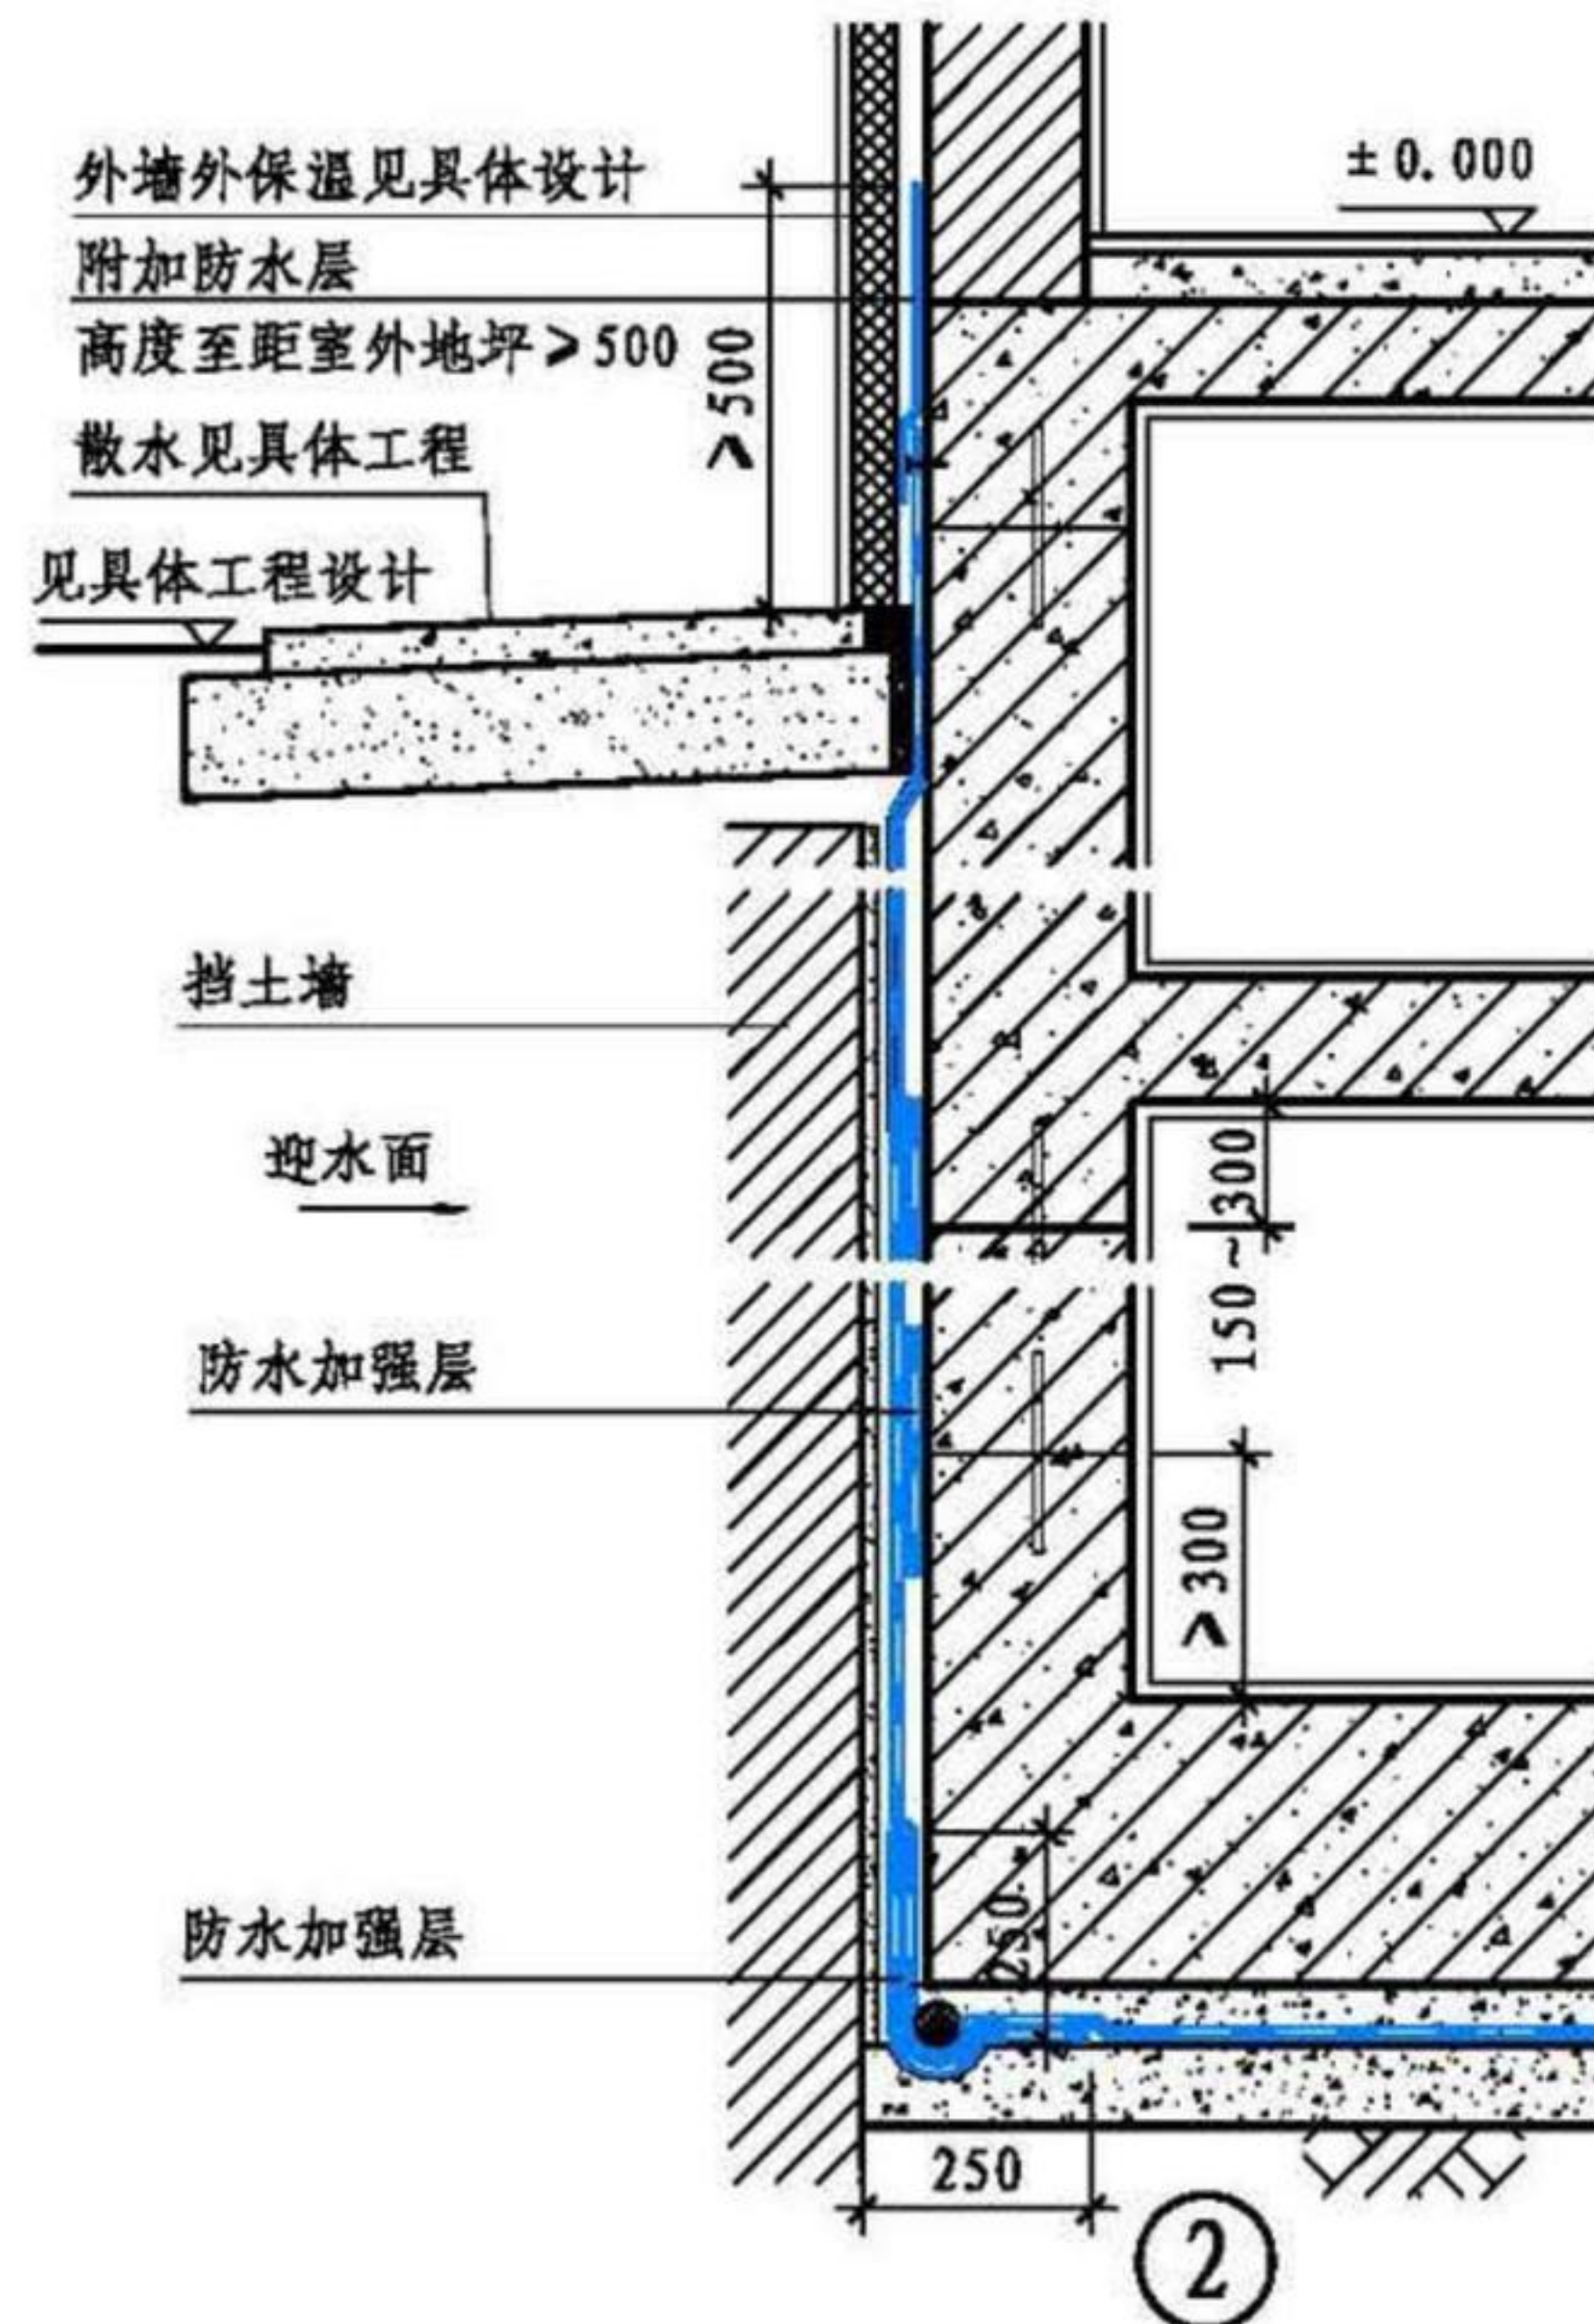 外墙外保温见具体设计
±0.000
附加防水层
高度至距室外地坪≥500
≥500
散水见具体工程
见具体工程设计
挡土墙
迎水面
150~300
防水加强层
≥300
250
防水加强层
250
2